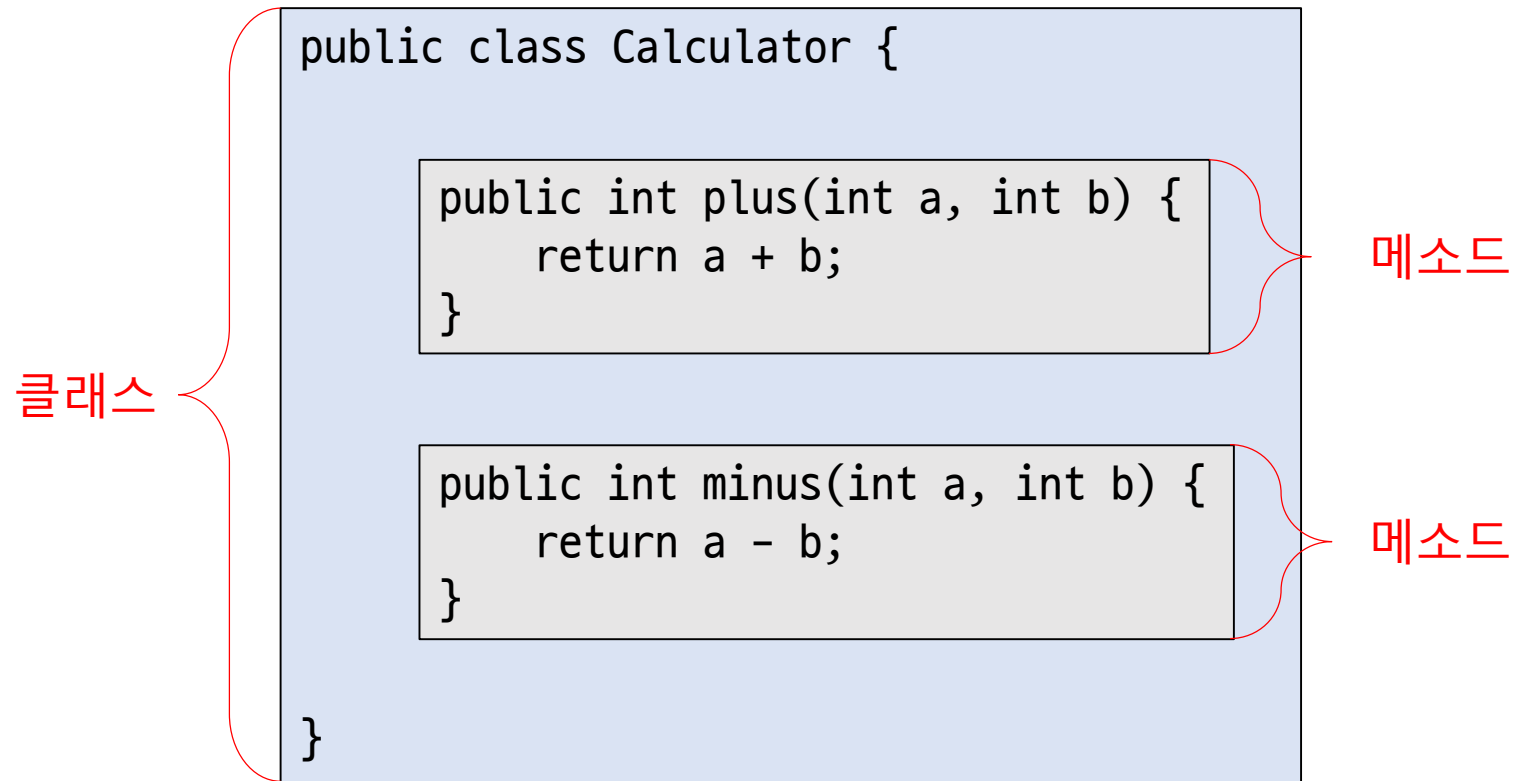 public class Calculator {
public int plus(int a, int b) {
return a + b;
}
메소드
클래스
public int minus(int a, int b) {
return a – b;
}
메소드
}